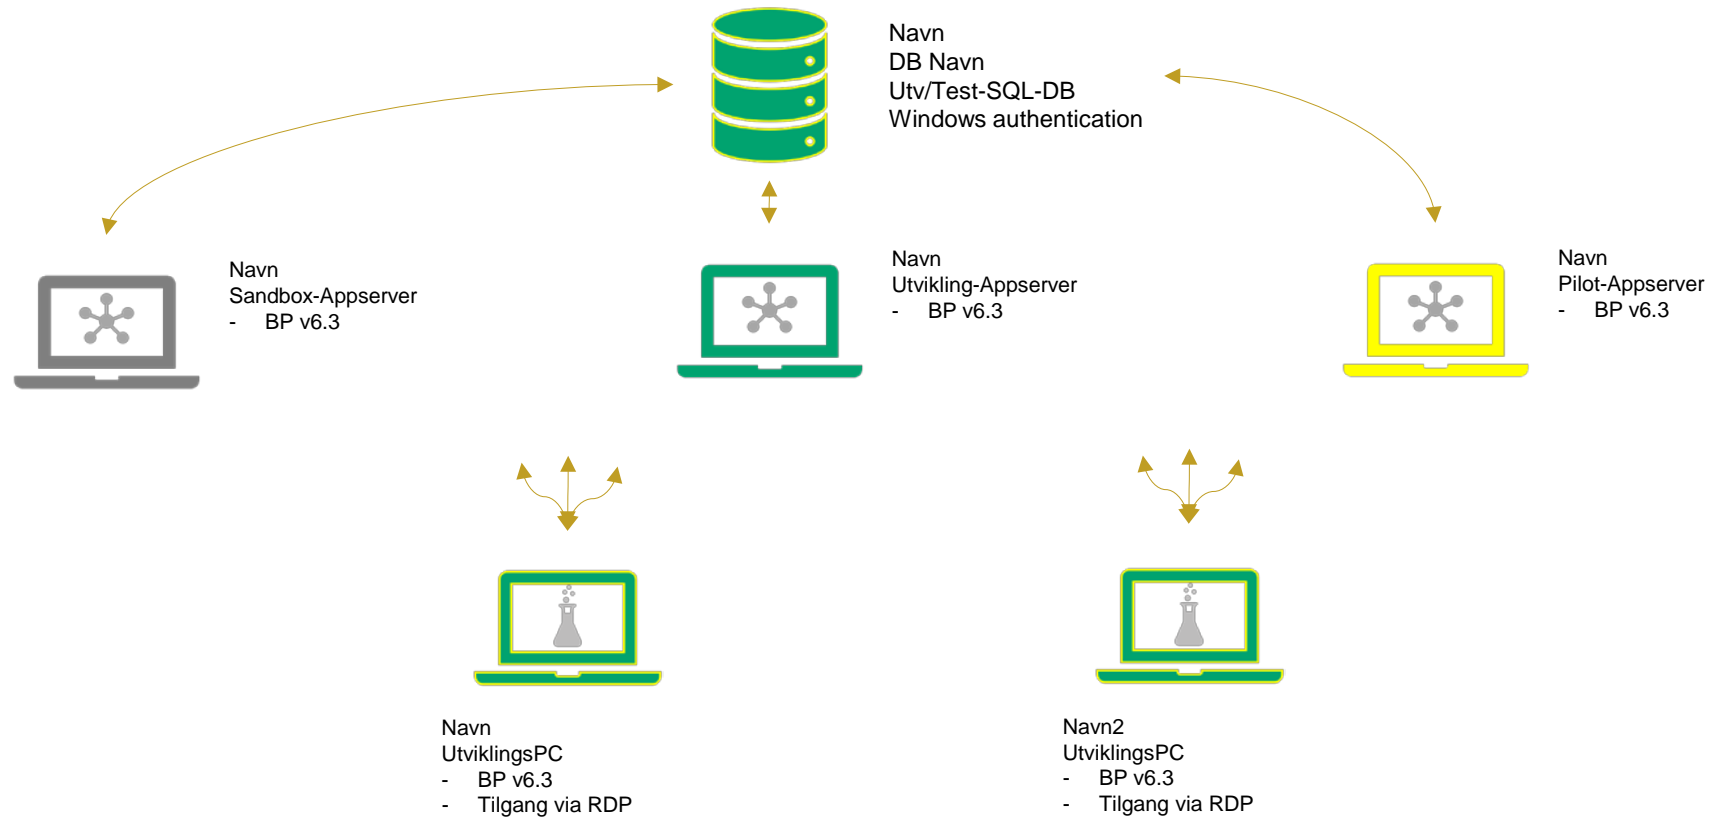 Navn
DB Navn
Utv/Test-SQL-DB
Windows authentication
Navn
Sandbox-Appserver
- BP v6.3
Navn
Utvikling-Appserver
- BP v6.3
Navn
Pilot-Appserver
- BP v6.3
Navn
UtviklingsPC
- BP v6.3
- Tilgang via RDP
Navn2
UtviklingsPC
- BP v6.3
- Tilgang via RDP